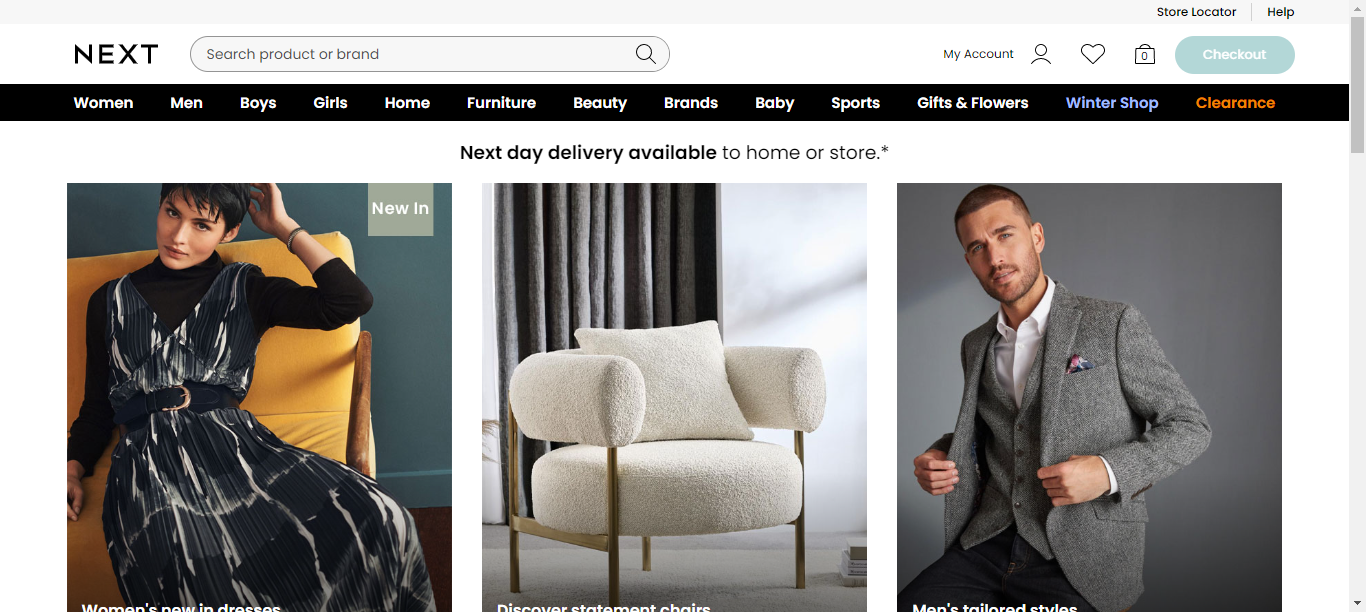 Store Locator Help
NEXT Search product or brand My Account 0 Checkout
Women Men Boys Girls Home Furniture Beauty Brands Baby Sports Gifts & Flowers Winter Shop Clearance
Next day delivery available to home or store.*
New In
Women's new in dresses Discover statement chairs Men's tailored styles